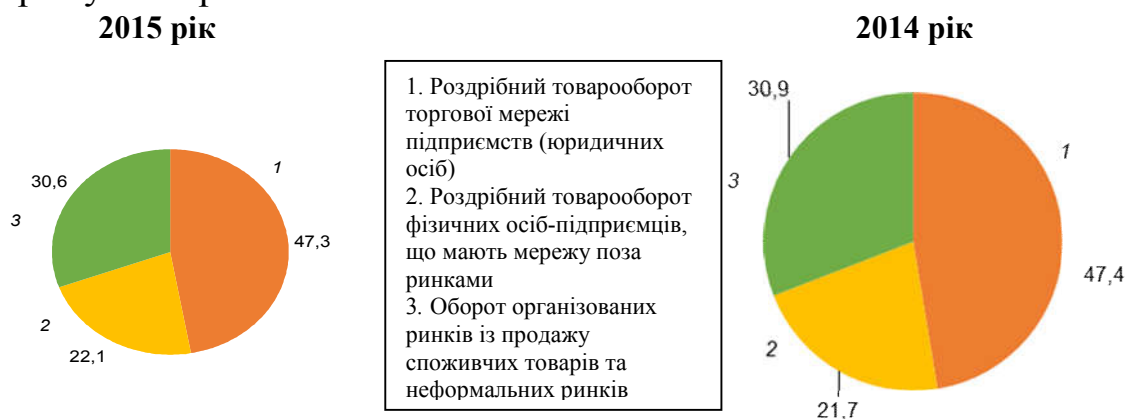 2015 рік
2014 рік
30,6
1
3
47,3
2
22,1
1. Роздрібний товарооборот
торгової мережі
підприємств (юридичних
осіб)
2. Роздрібний товарооборот
фізичних осіб-підприємців,
що мають мережу поза
ринками
3. Оборот організованих
ринків із продажу
споживчих товарів та
неформальних ринків
30,9
1
3
47,4
2
21,7